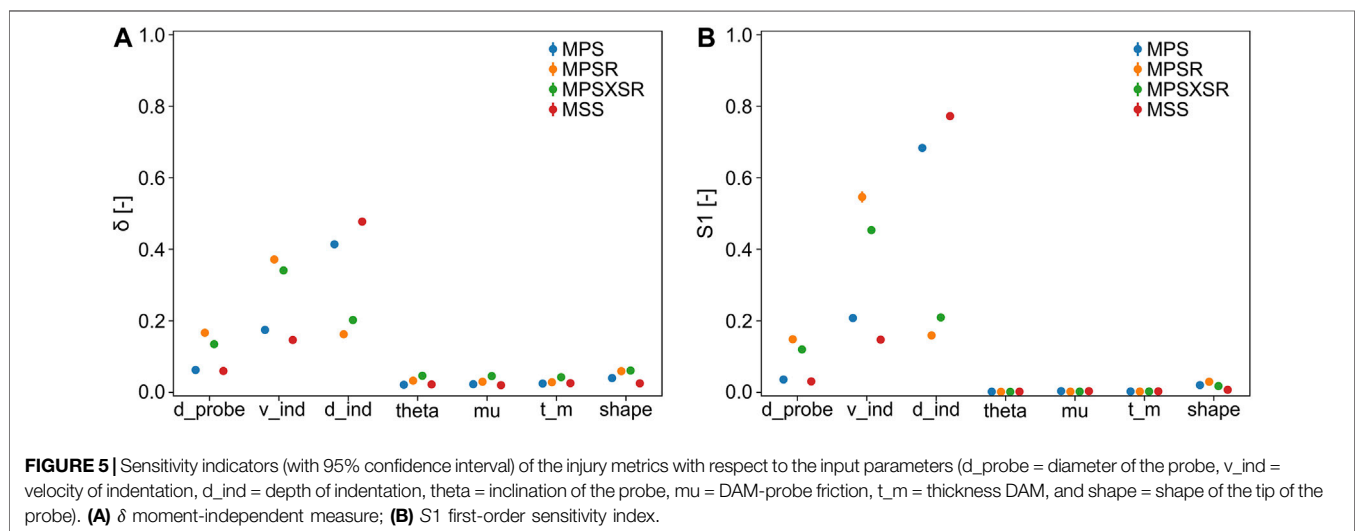 A
1.0
0.8
0.6
0.4
0.2
0.0
δ [-]
MPS
MPSR
MPSXSR
MSS
d_probe v_ind d_ind theta mu t_m shape
B
1.0
0.8
0.6
0.4
0.2
0.0
S1 [-]
MPS
MPSR
MPSXSR
MSS
d_probe v_ind d_ind theta mu t_m shape
FIGURE 5 | Sensitivity indicators (with 95% confidence interval) of the injury metrics with respect to the input parameters (d_probe = diameter of the probe, v_ind =
velocity of indentation, d_ind = depth of indentation, theta = inclination of the probe, mu = DAM-probe friction, t_m = thickness DAM, and shape = shape of the tip of the
probe). (A) δ moment-independent measure; (B) S1 first-order sensitivity index.